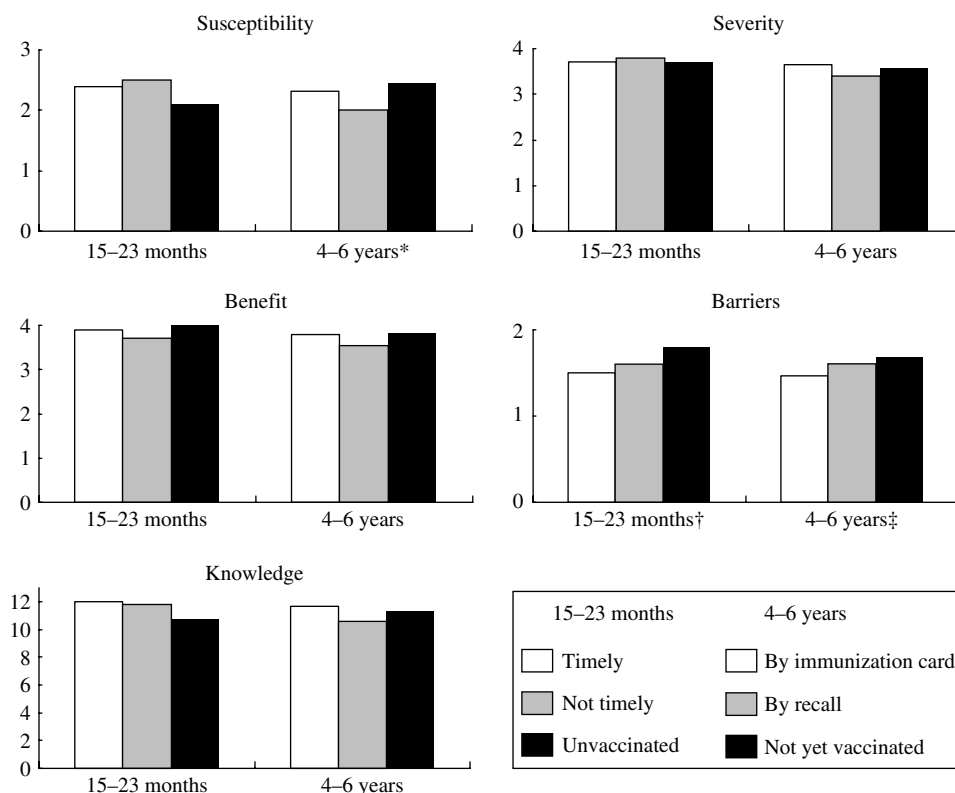 Susceptibility
3
2
1
0
15–23 months
4–6 years*
Severity
4
3
2
1
0
15–23 months
4–6 years
Benefit
4
3
2
1
0
15–23 months
4–6 years
Barriers
2
1
0
15–23 months†
4–6 years‡
Knowledge
12
10
8
6
4
2
0
15–23 months
4–6 years
15–23 months 4–6 years
Timely By immunization card
Not timely By recall
Unvaccinated Not yet vaccinated